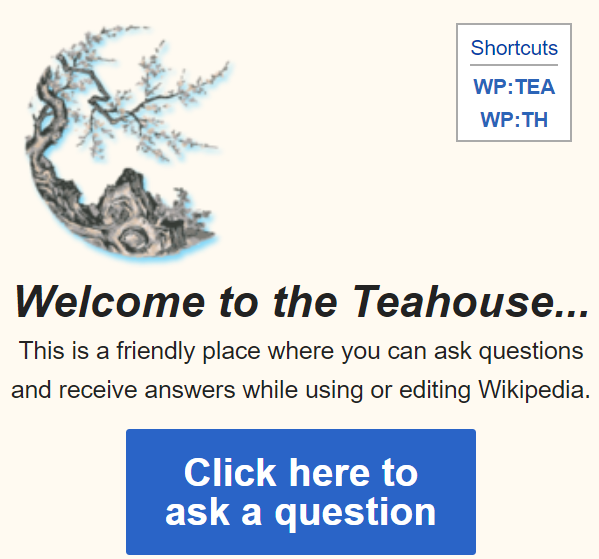 Shortcuts
WP:TEA
WP:TH
Welcome to the Teahouse...
This is a friendly place where you can ask questions
and receive answers while using or editing Wikipedia.
Click here to
ask a question